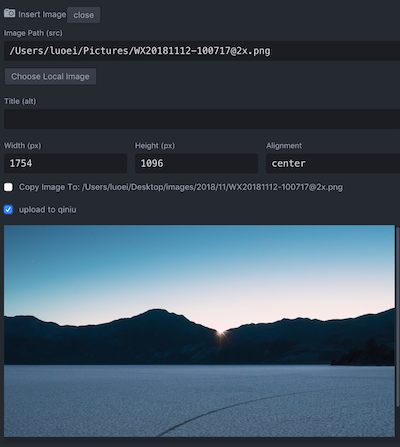 Insert Image close
Image Path (src)
/Users/luoei/Pictures/WX20181112-100717@2x.png
Choose Local Image
Title (alt)
Width (px) Height (px) Alignment
1754 1096 center
Copy Image To: /Users/luoei/Desktop/images/2018/11/WX20181112-100717@2x.png
upload to qiniu